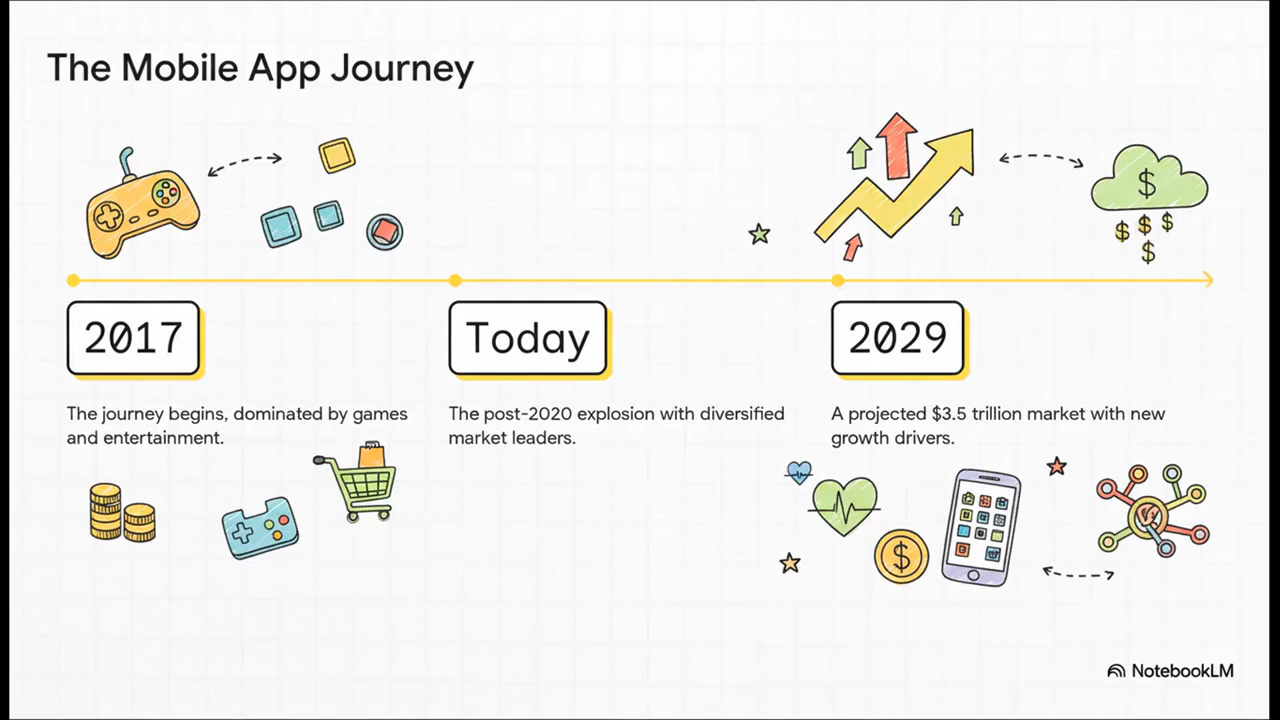 The Mobile App Journey
2017
The journey begins, dominated by games
and entertainment.
Today
The post-2020 explosion with diversified
market leaders.
2029
A projected $3.5 trillion market with new
growth drivers.
$
$ $ $
$
$
NotebookLM